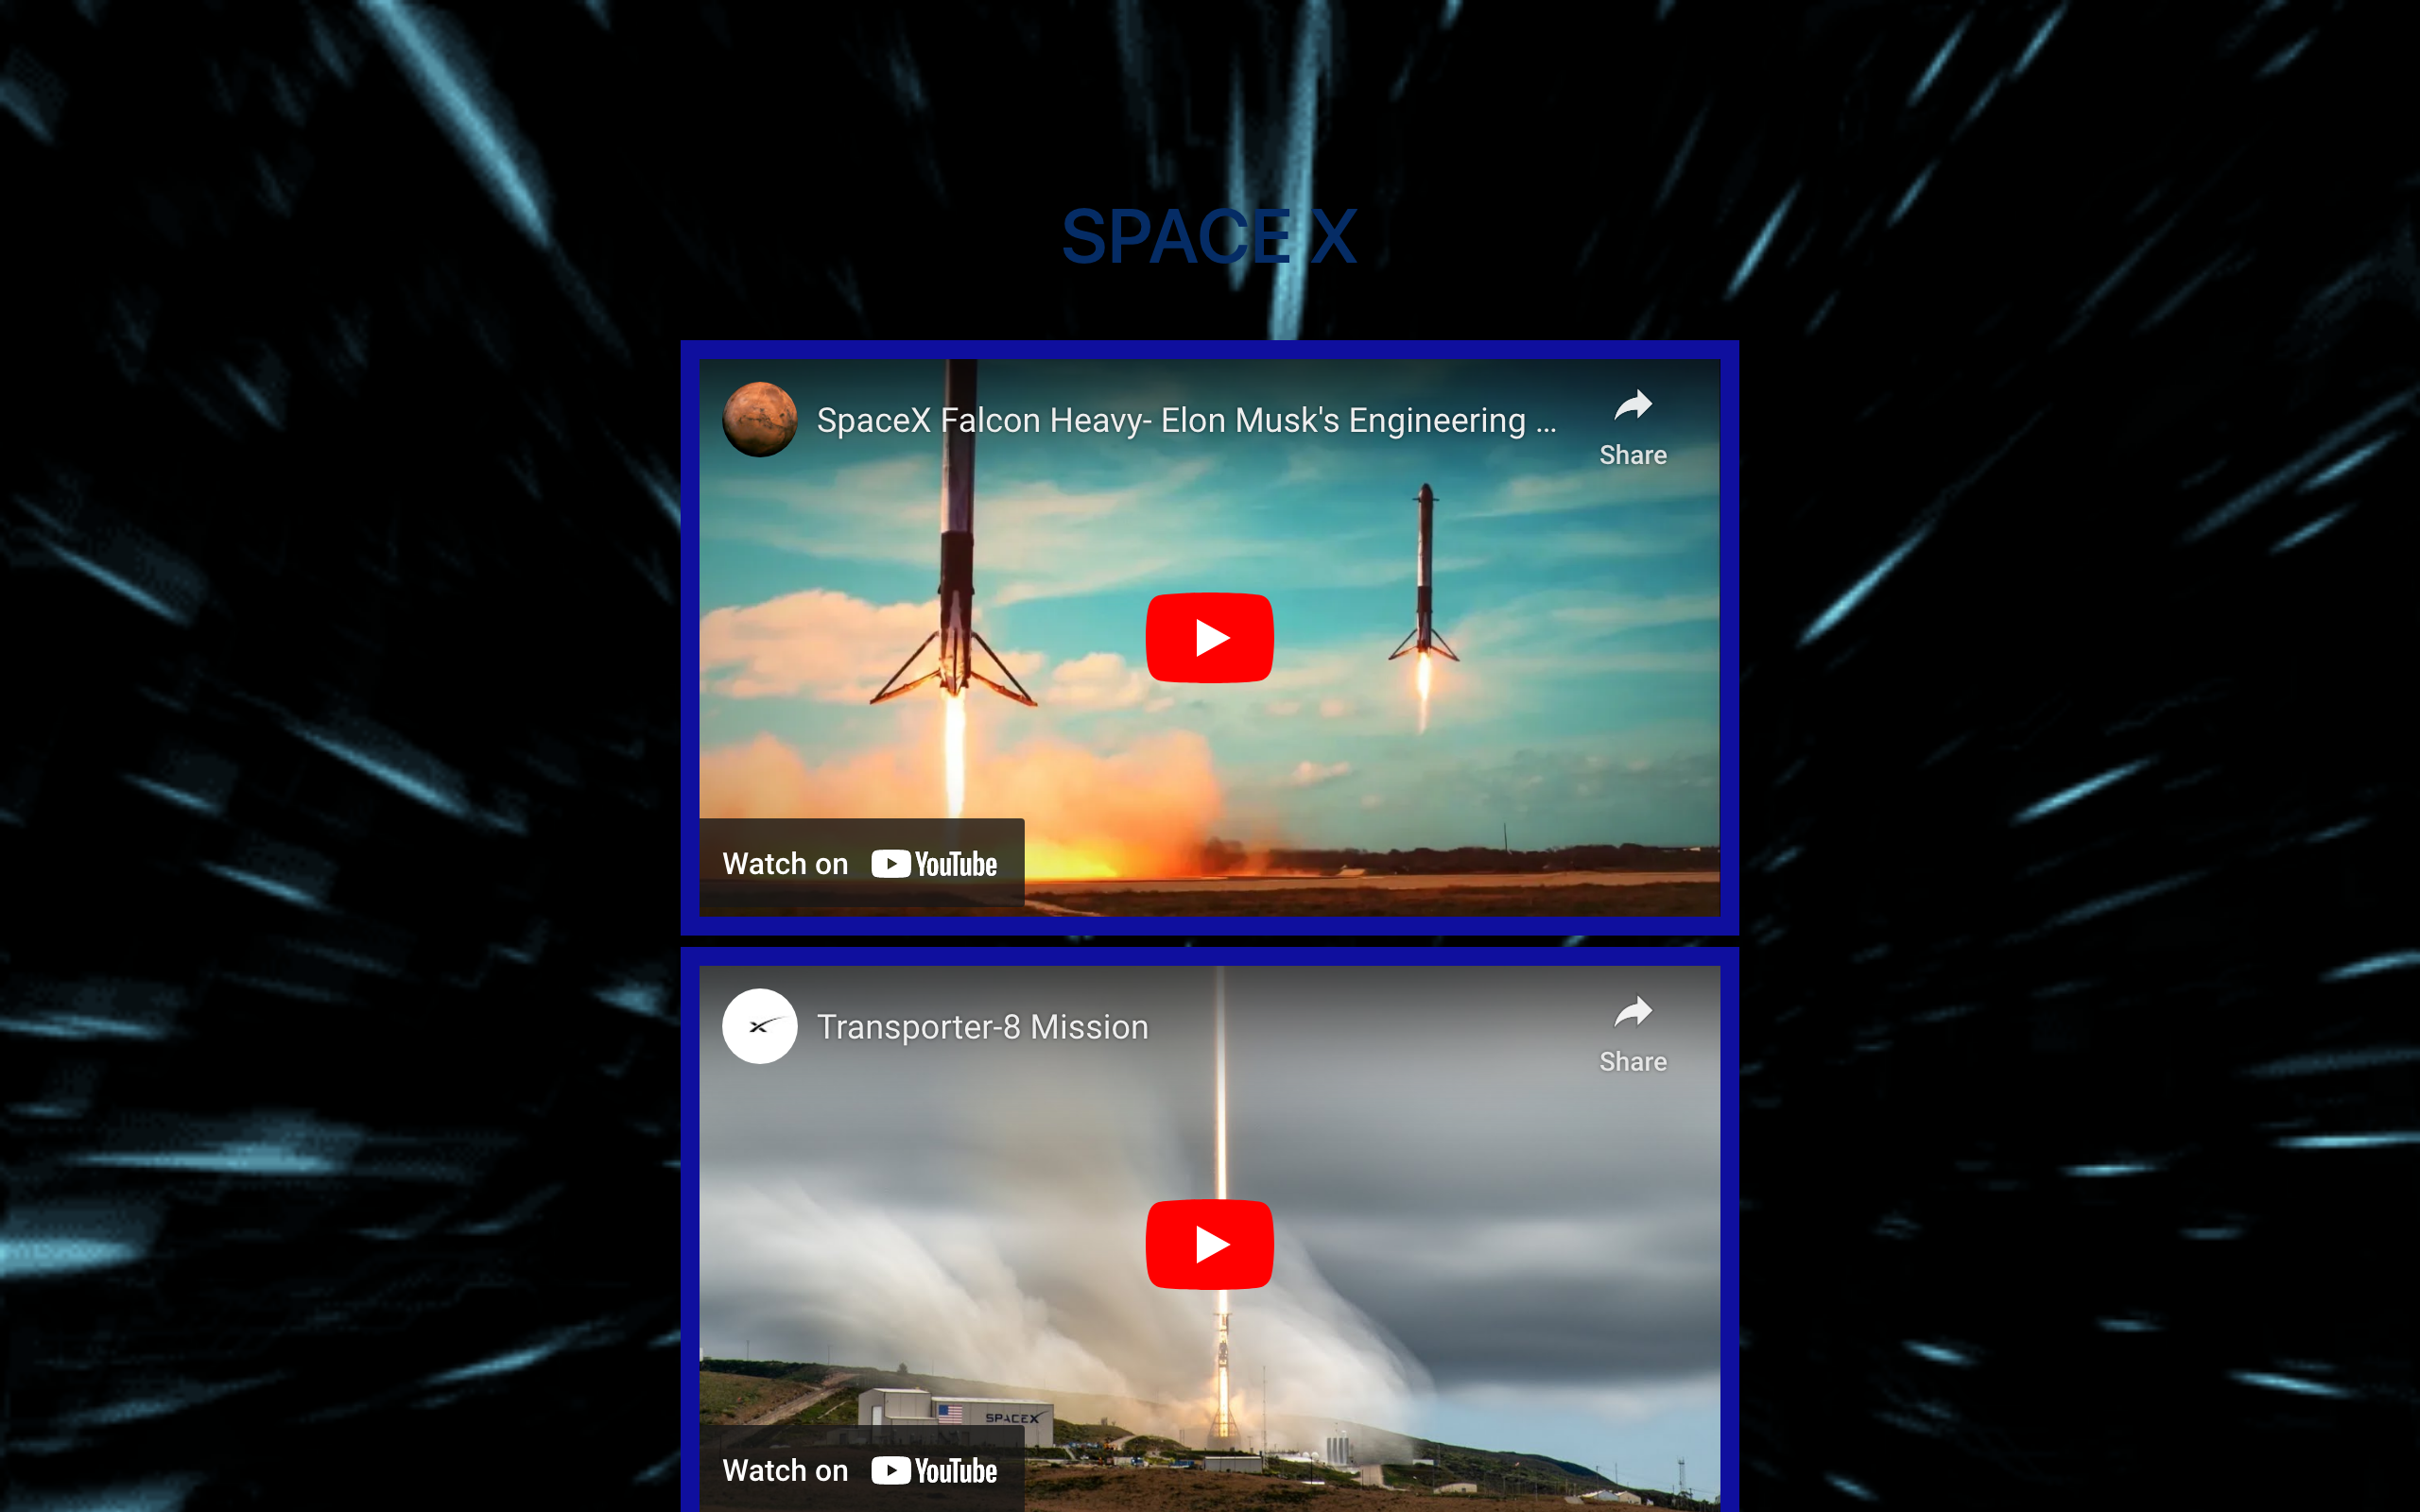 SPACE X
SpaceX Falcon Heavy- Elon Musk's Engineering ...
Share
Watch on YouTube
Transporter-8 Mission
Share
SPACEX
Watch on YouTube